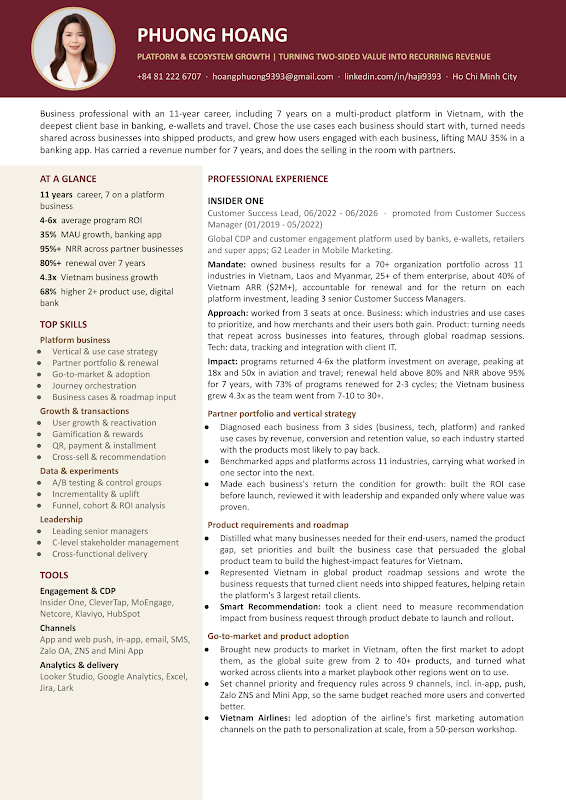 PHUONG HOANG
PLATFORM & ECOSYSTEM GROWTH | TURNING TWO-SIDED VALUE INTO RECURRING REVENUE
+84 81 222 6707 · hoangphuong9393@gmail.com · linkedin.com/in/haji9393 · Ho Chi Minh City
Business professional with an 11-year career, including 7 years on a multi-product platform in Vietnam, with the
deepest client base in banking, e-wallets and travel. Chose the use cases each business should start with, turned needs
shared across businesses into shipped products, and grew how users engaged with each business, lifting MAU 35% in a
banking app. Has carried a revenue number for 7 years, and does the selling in the room with partners.
AT A GLANCE
11 years career, 7 on a platform
business
4-6x average program ROI
35% MAU growth, banking app
95%+ NRR across partner businesses
80%+ renewal over 7 years
4.3x Vietnam business growth
68% higher 2+ product use, digital
bank
TOP SKILLS
Platform business
● Vertical & use case strategy
● Partner portfolio & renewal
● Go-to-market & adoption
● Journey orchestration
● Business cases & roadmap input
Growth & transactions
● User growth & reactivation
● Gamification & rewards
● QR, payment & installment
● Cross-sell & recommendation
Data & experiments
● A/B testing & control groups
● Incrementality & uplift
● Funnel, cohort & ROI analysis
Leadership
● Leading senior managers
● C-level stakeholder management
● Cross-functional delivery
TOOLS
Engagement & CDP
Insider One, CleverTap, MoEngage,
Netcore, Klaviyo, HubSpot
Channels
App and web push, in-app, email, SMS,
Zalo OA, ZNS and Mini App
Analytics & delivery
Looker Studio, Google Analytics, Excel,
Jira, Lark
PROFESSIONAL EXPERIENCE
INSIDER ONE
Customer Success Lead, 06/2022 - 06/2026 · promoted from Customer Success
Manager (01/2019 - 05/2022)
Global CDP and customer engagement platform used by banks, e-wallets, retailers
and super apps; G2 Leader in Mobile Marketing.
Mandate: owned business results for a 70+ organization portfolio across 11
industries in Vietnam, Laos and Myanmar, 25+ of them enterprise, about 40% of
Vietnam ARR ($2M+), accountable for renewal and for the return on each
platform investment, leading 3 senior Customer Success Managers.
Approach: worked from 3 seats at once. Business: which industries and use cases
to prioritize, and how merchants and their users both gain. Product: turning needs
that repeat across businesses into features, through global roadmap sessions.
Tech: data, tracking and integration with client IT.
Impact: programs returned 4-6x the platform investment on average, peaking at
18x and 50x in aviation and travel; renewal held above 80% and NRR above 95%
for 7 years, with 73% of programs renewed for 2-3 cycles; the Vietnam business
grew 4.3x as the team went from 7-10 to 30+.
Partner portfolio and vertical strategy
● Diagnosed each business from 3 sides (business, tech, platform) and ranked
use cases by revenue, conversion and retention value, so each industry started
with the products most likely to pay back.
● Benchmarked apps and platforms across 11 industries, carrying what worked in
one sector into the next.
● Made each business's return the condition for growth: built the ROI case
before launch, reviewed it with leadership and expanded only where value was
proven.
Product requirements and roadmap
● Distilled what many businesses needed for their end-users, named the product
gap, set priorities and built the business case that persuaded the global
product team to build the highest-impact features for Vietnam.
● Represented Vietnam in global product roadmap sessions and wrote the
business requests that turned client needs into shipped features, helping retain
the platform's 3 largest retail clients.
● Smart Recommendation: took a client need to measure recommendation
impact from business request through product debate to launch and rollout.
Go-to-market and product adoption
● Brought new products to market in Vietnam, often the first market to adopt
them, as the global suite grew from 2 to 40+ products, and turned what
worked across clients into a market playbook other regions went on to use.
● Set channel priority and frequency rules across 9 channels, incl. in-app, push,
Zalo ZNS and Mini App, so the same budget reached more users and converted
better.
● Vietnam Airlines: led adoption of the airline's first marketing automation
channels on the path to personalization at scale, from a 50-person workshop.